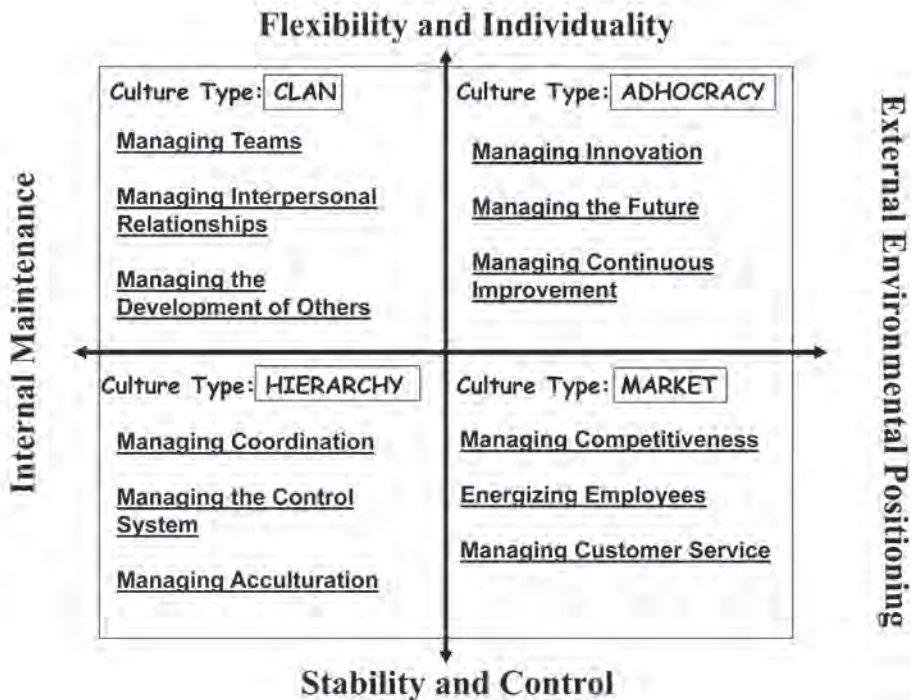 Flexibility and Individuality
Culture Type: CLAN
Managing Teams
Managing Interpersonal
Relationships
Managing the
Development of Others
Culture Type: ADHOCRACY
Managing Innovation
Managing the Future
Managing Continuous
Improvement
Internal Maintenance
External Environmental Positioning
Culture Type: HIERARCHY
Managing Coordination
Managing the Control
System
Managing Acculturation
Culture Type: MARKET
Managing Competitiveness
Energizing Employees
Managing Customer Service
Stability and Control